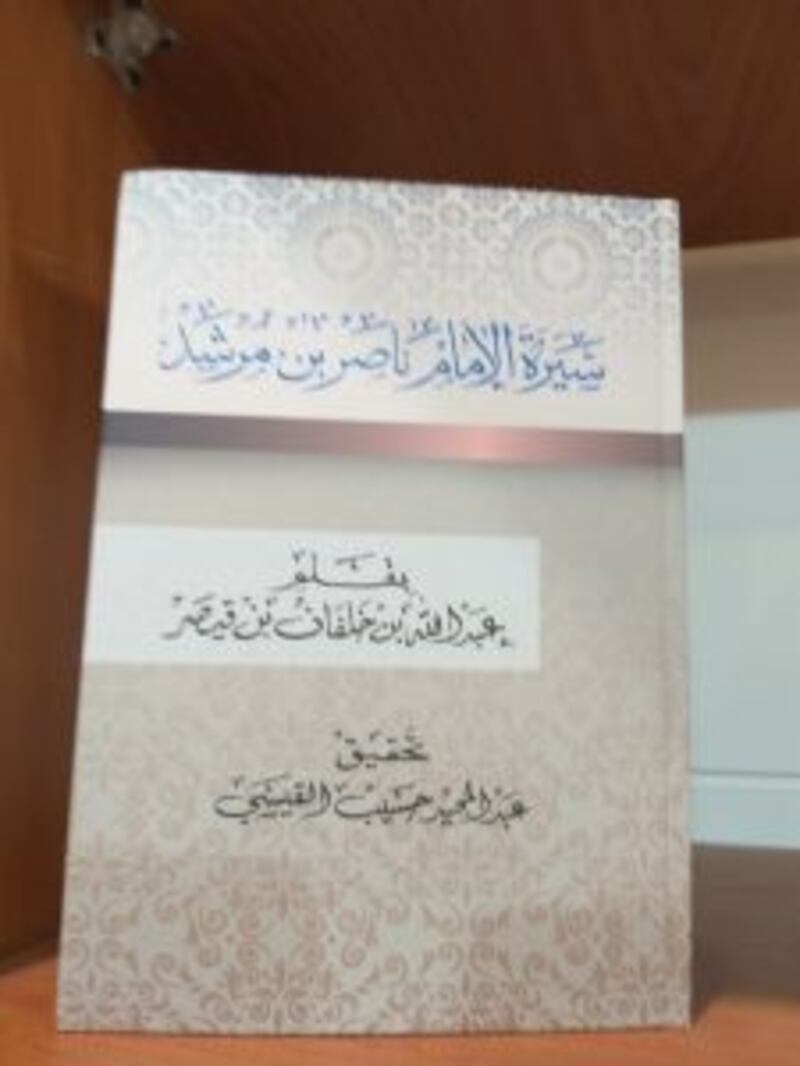 سيرة الإمام ناصر بن مرشد
بقلم
عبد الله بن خلفان بن قيصر
تحقيق
عبد المجيد حسيب القيسي